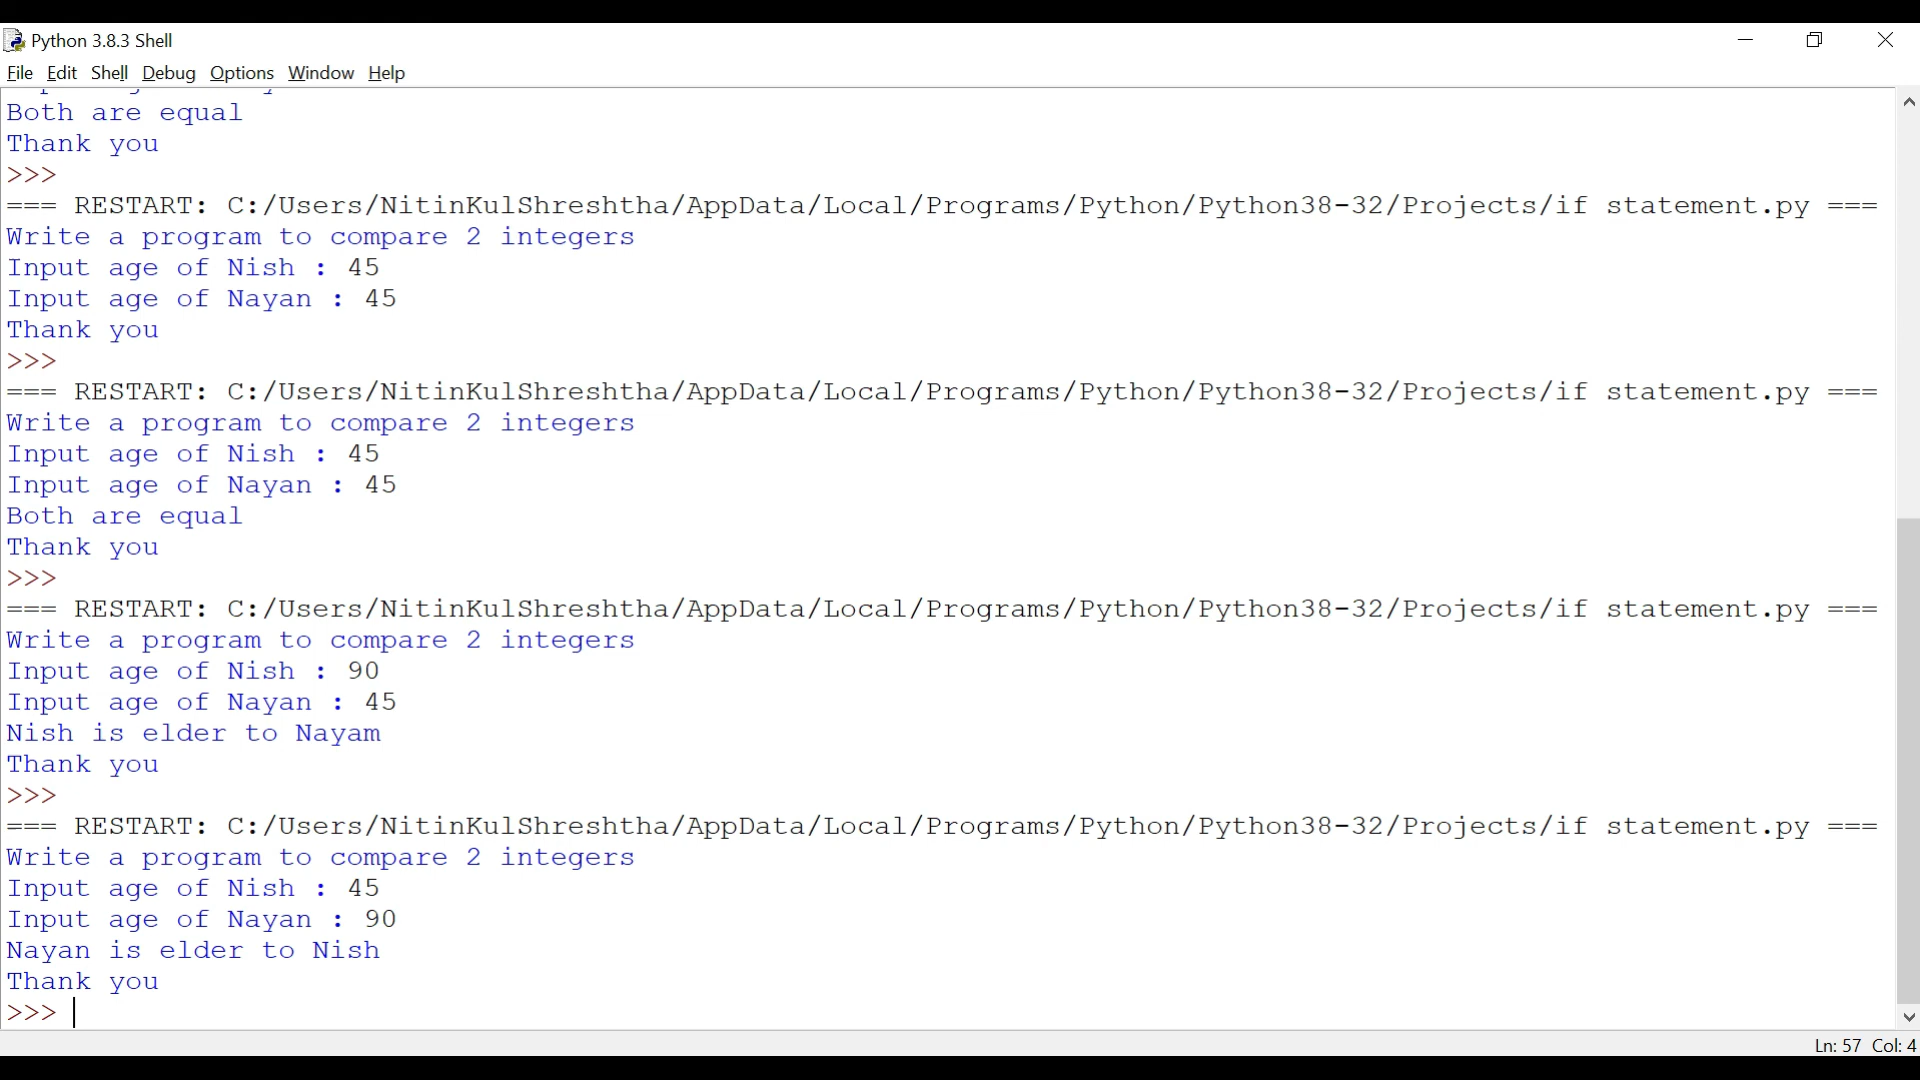 Python 3.8.3 Shell
File Edit Shell Debug Options Window Help
Both are equal
Thank you
>>>
=== RESTART: C:/Users/NitinKulShreshtha/AppData/Local/Programs/Python/Python38-32/Projects/if statement.py ===
Write a program to compare 2 integers
Input age of Nish : 45
Input age of Nayan : 45
Thank you
>>>
=== RESTART: C:/Users/NitinKulShreshtha/AppData/Local/Programs/Python/Python38-32/Projects/if statement.py ===
Write a program to compare 2 integers
Input age of Nish : 45
Input age of Nayan : 45
Both are equal
Thank you
>>>
=== RESTART: C:/Users/NitinKulShreshtha/AppData/Local/Programs/Python/Python38-32/Projects/if statement.py ===
Write a program to compare 2 integers
Input age of Nish : 90
Input age of Nayan : 45
Nish is elder to Nayam
Thank you
>>>
=== RESTART: C:/Users/NitinKulShreshtha/AppData/Local/Programs/Python/Python38-32/Projects/if statement.py ===
Write a program to compare 2 integers
Input age of Nish : 45
Input age of Nayan : 90
Nayan is elder to Nish
Thank you
>>>
Ln: 57 Col: 4